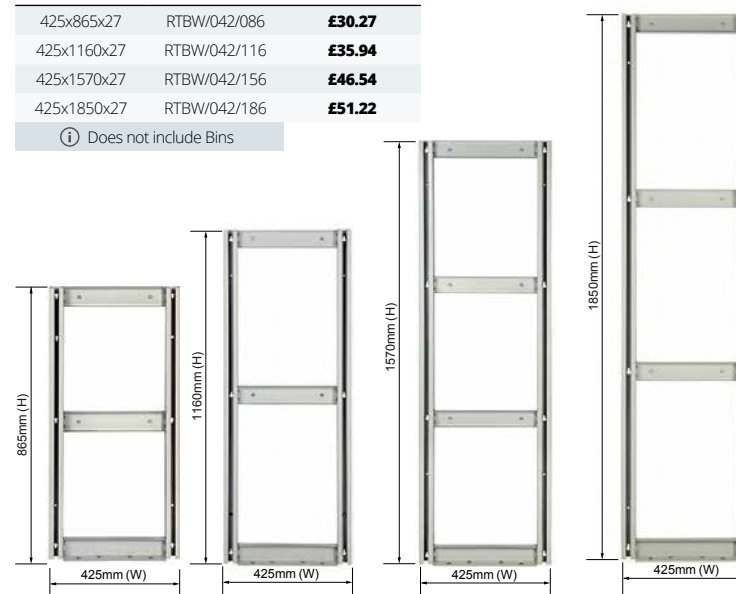 425x865x27 RTBW/042/086 £30.27
425x1160x27 RTBW/042/116 £35.94
425x1570x27 RTBW/042/156 £46.54
425x1850x27 RTBW/042/186 £51.22
i Does not include Bins
865mm (H)
1160mm (H)
1570mm (H)
1850mm (H)
425mm (W)
425mm (W)
425mm (W)
425mm (W)